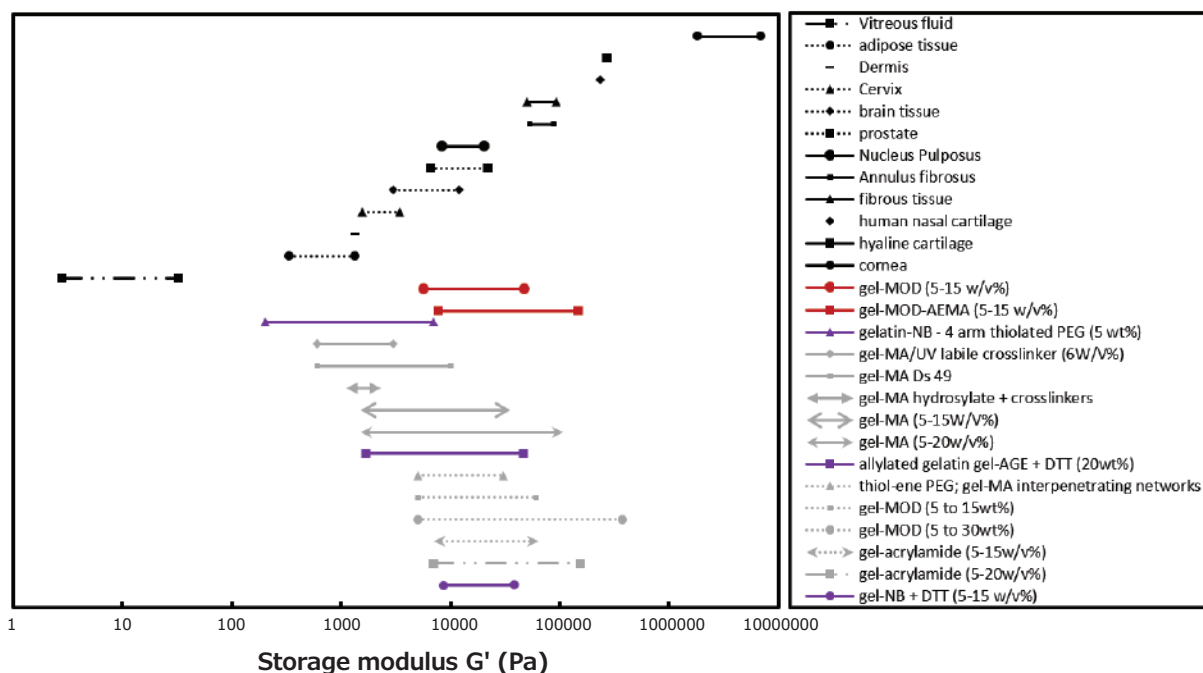 Vitreous fluid
adipose tissue
Dermis
Cervix
brain tissue
prostate
Nucleus Pulposus
Annulus fibrosus
fibrous tissue
human nasal cartilage
hyaline cartilage
cornea
gel-MOD (5-15 w/v%)
gel-MOD-AEMA (5-15 w/v%)
gelatin-NB - 4 arm thiolated PEG (5 wt%)
gel-MA/UV labile crosslinker (6W/V%)
gel-MA Ds 49
gel-MA hydrosylate + crosslinkers
gel-MA (5-15W/V%)
gel-MA (5-20w/v%)
allylated gelatin gel-AGE + DTT (20wt%)
thiol-ene PEG; gel-MA interpenetrating networks
gel-MOD (5 to 15wt%)
gel-MOD (5 to 30wt%)
gel-acrylamide (5-15w/v%)
gel-acrylamide (5-20w/v%)
gel-NB + DTT (5-15 w/v%)
1 10 100 1000 10000 100000 1000000 10000000
Storage modulus G' (Pa)